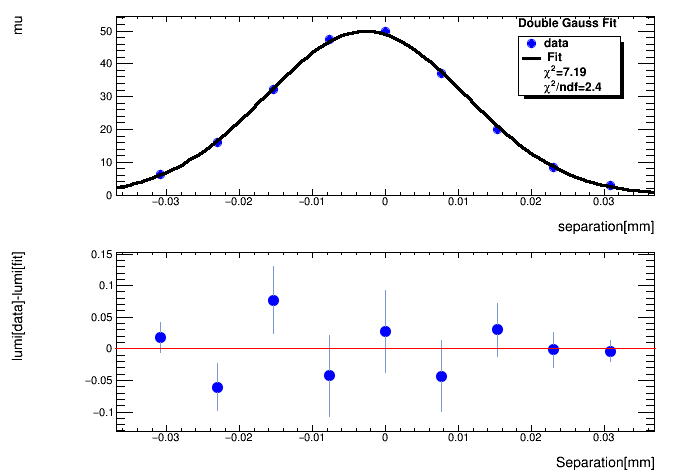 mu
Double Gauss Fit
data
Fit
χ²=7.19
χ²/ndf=2.4
50
40
30
20
10
0
−0.03 −0.02 −0.01 0 0.01 0.02 0.03
separation[mm]
lumi[data]-lumi[fit]
0.15
0.1
0.05
0
−0.05
−0.1
−0.03 −0.02 −0.01 0 0.01 0.02 0.03
Separation[mm]